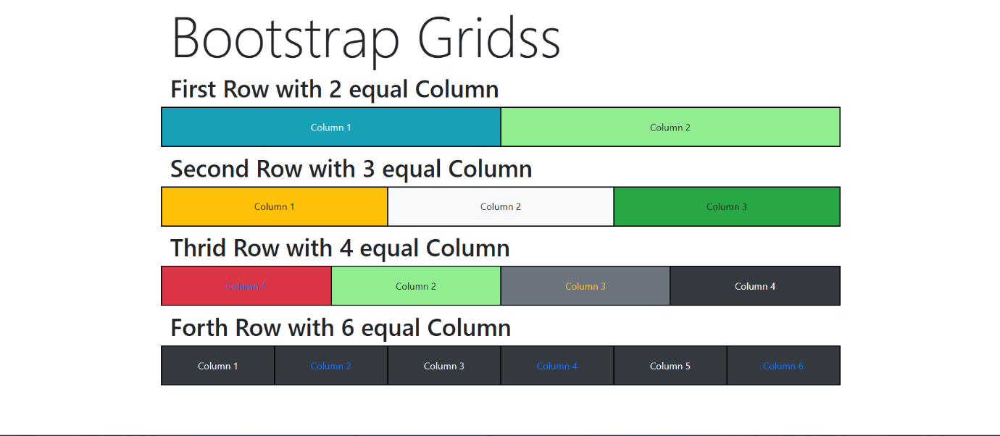 Bootstrap Gridss
First Row with 2 equal Column
Column 1 Column 2
Second Row with 3 equal Column
Column 1 Column 2 Column 3
Thrid Row with 4 equal Column
Column 1 Column 2 Column 3 Column 4
Forth Row with 6 equal Column
Column 1 Column 2 Column 3 Column 4 Column 5 Column 6